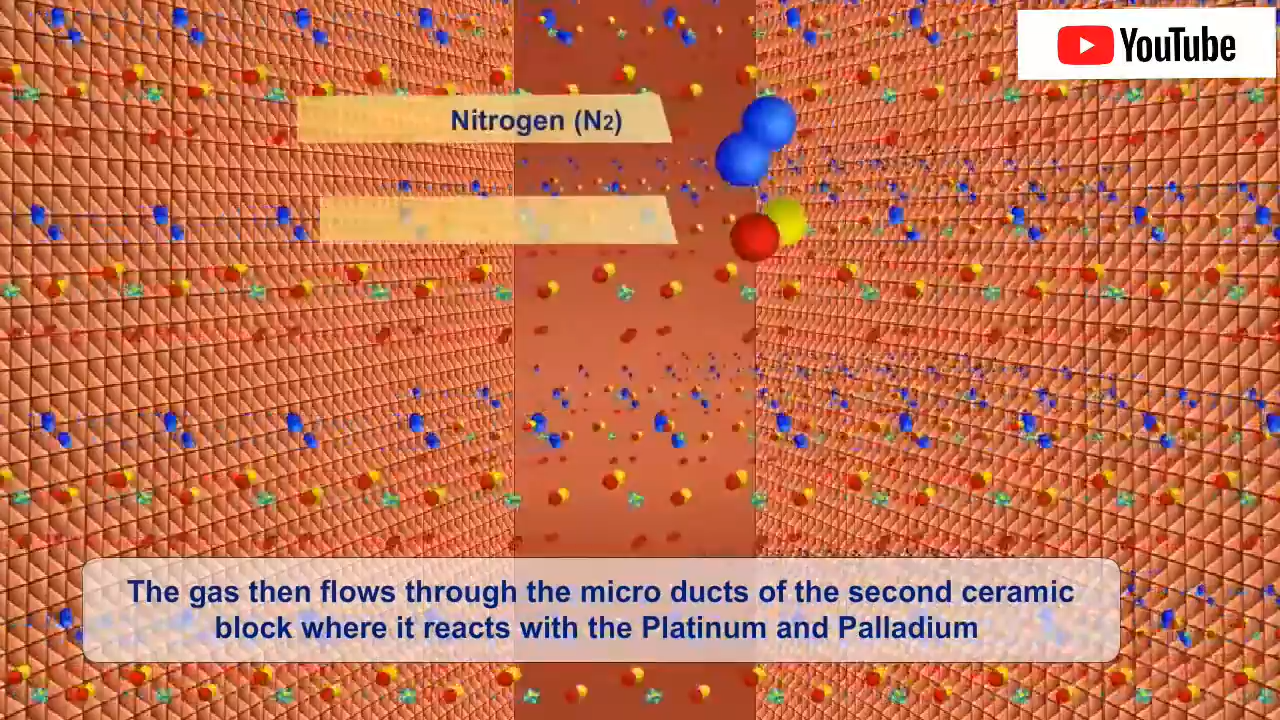 YouTube
Nitrogen (N2)
The gas then flows through the micro ducts of the second ceramic
block where it reacts with the Platinum and Palladium